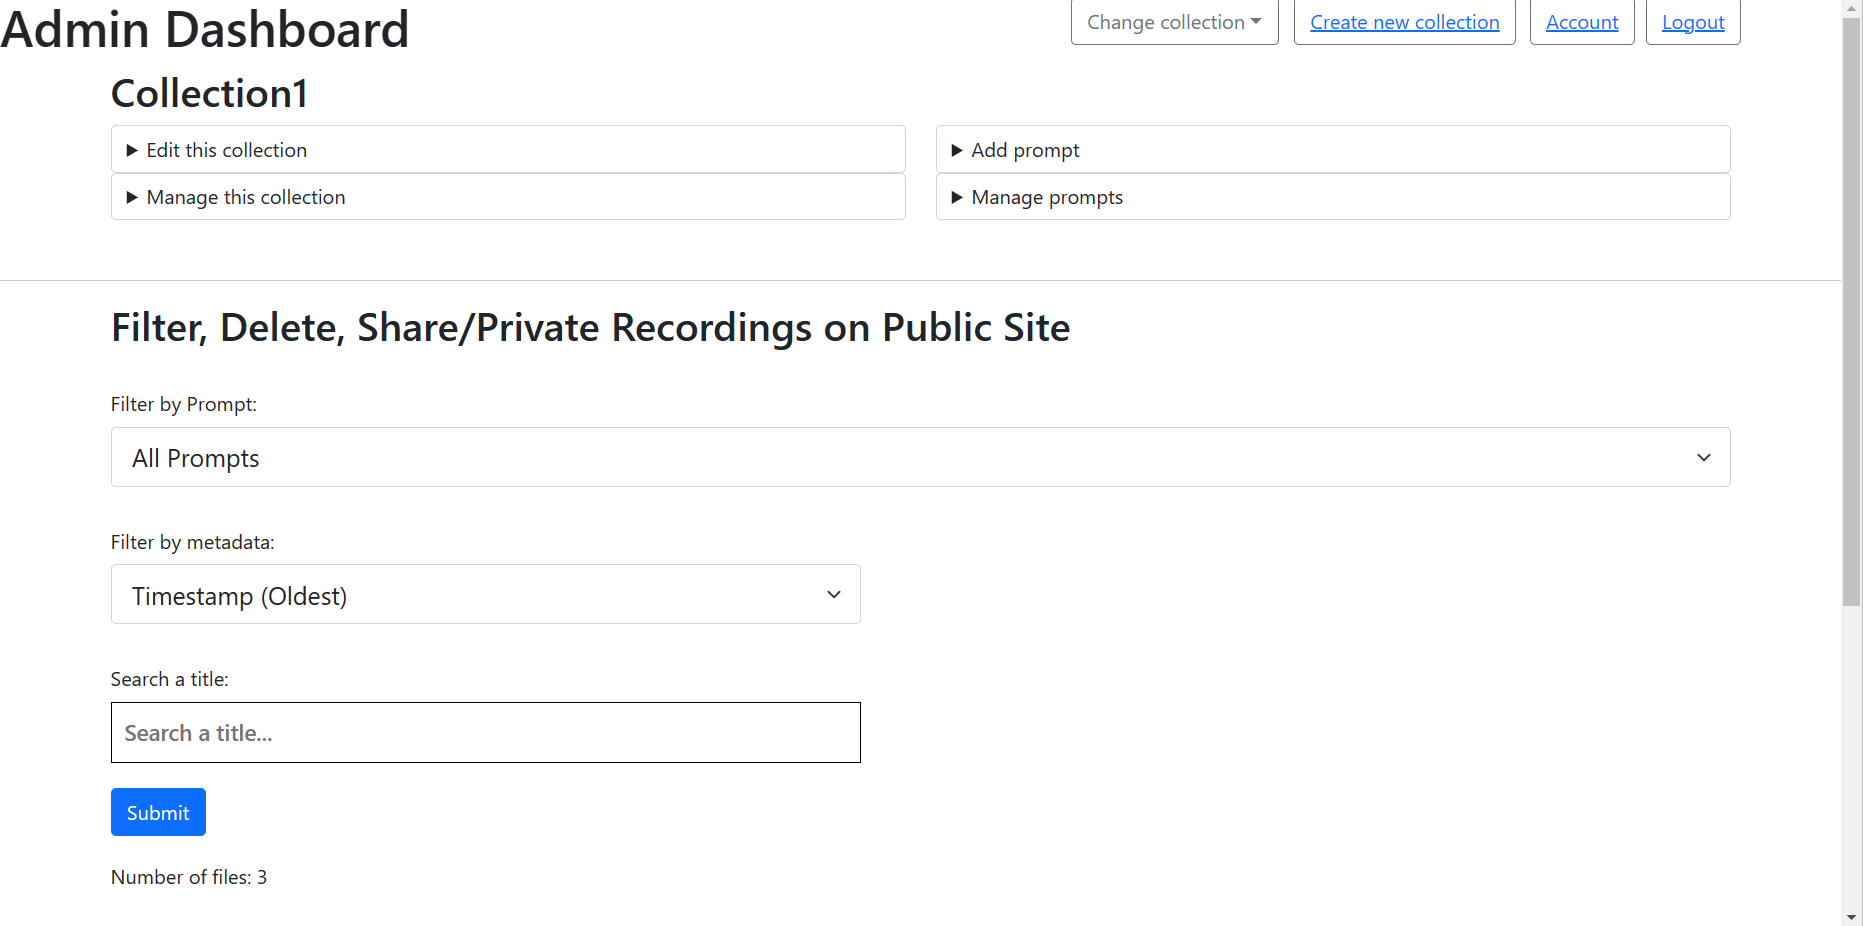 Admin Dashboard
Change collection
Create new collection
Account
Logout
Collection1
Edit this collection
Add prompt
Manage this collection
Manage prompts
Filter, Delete, Share/Private Recordings on Public Site
Filter by Prompt:
All Prompts
Filter by metadata:
Timestamp (Oldest)
Search a title:
Search a title...
Submit
Number of files: 3